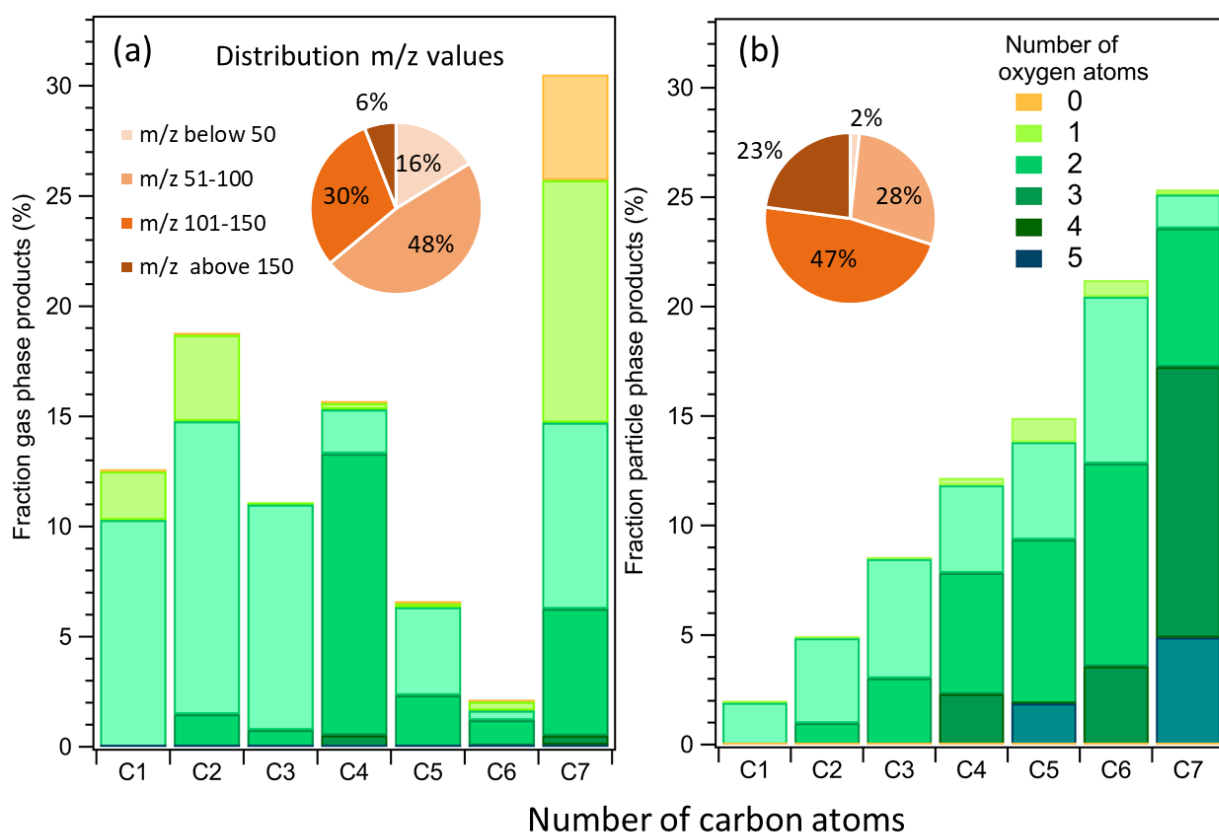 (a)
Distribution m/z values
m/z below 50
m/z 51-100
m/z 101-150
m/z above 150
6%
16%
30%
48%
Fraction gas phase products (%)
30
25
20
15
10
5
0
C1 C2 C3 C4 C5 C6 C7
(b)
Number of
oxygen atoms
0
1
2
3
4
5
2%
23%
28%
47%
Fraction particle phase products (%)
30
25
20
15
10
5
0
C1 C2 C3 C4 C5 C6 C7
Number of carbon atoms